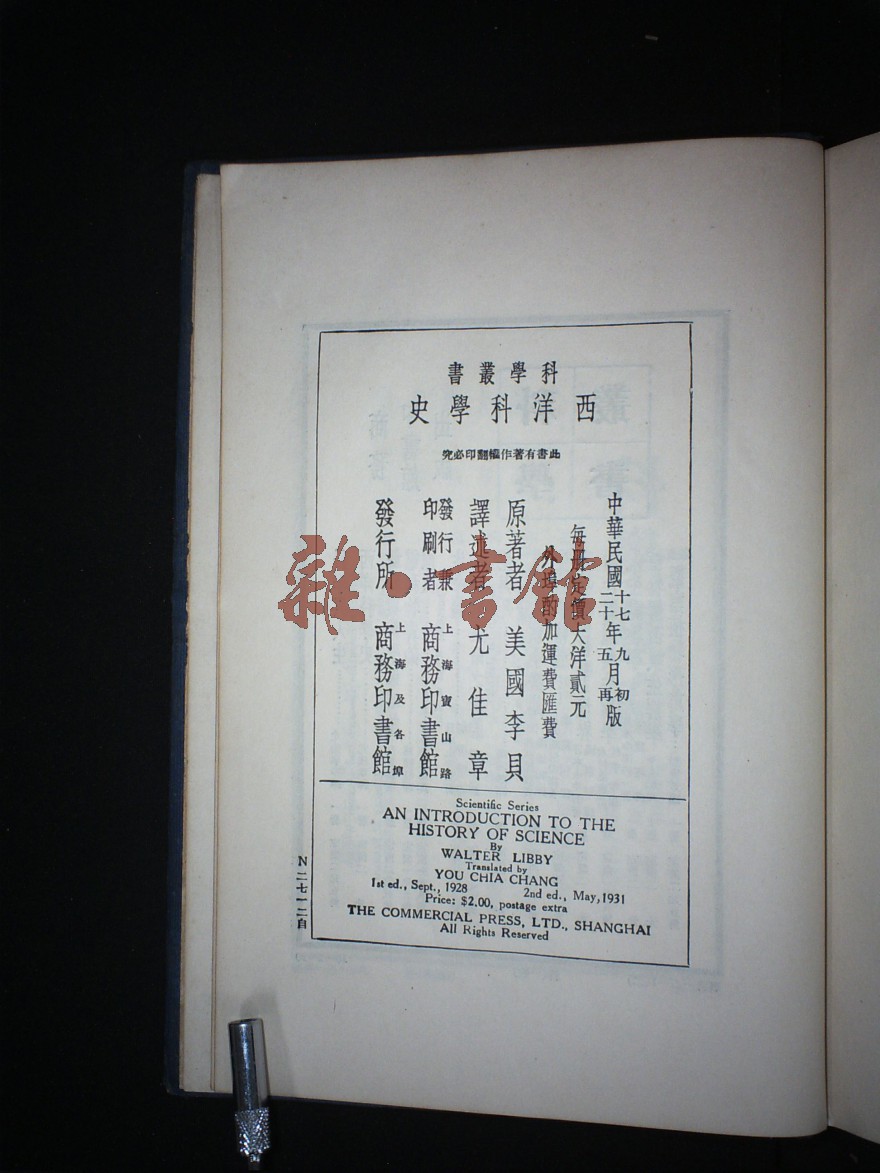 科學叢書
西洋科學史
此書有著作權翻印必究
中華民國十七年九月初版
二十年五月再版
每冊定價大洋貳元
外埠酌加運費匯費
原著者 美國李貝
譯述者 尤佳章
發行兼印刷者 上海寶山路 商務印書館
發行所 上海及各埠 商務印書館
Scientific Series
AN INTRODUCTION TO THE
HISTORY OF SCIENCE
By
WALTER LIBBY
Translated by
YOU CHIA CHANG
1st ed., Sept., 1928 2nd ed., May, 1931
Price: $2.00, postage extra
THE COMMERCIAL PRESS, LTD., SHANGHAI
All Rights Reserved
N二七一二自
雜·書館